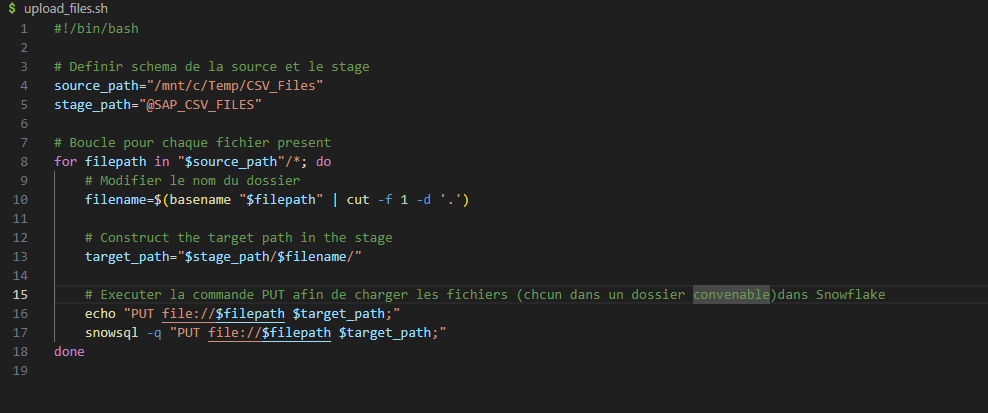 $ upload_files.sh
1 #!/bin/bash
2
3 # Definir schema de la source et le stage
4 source_path="/mnt/c/Temp/CSV_Files"
5 stage_path="@SAP_CSV_FILES"
6
7 # Boucle pour chaque fichier present
8 for filepath in "$source_path"/*; do
9     # Modifier le nom du dossier
10     filename=$(basename "$filepath" | cut -f 1 -d '.')
11
12     # Construct the target path in the stage
13     target_path="$stage_path/$filename/"
14
15     # Executer la commande PUT afin de charger les fichiers (chcun dans un dossier convenable)dans Snowflake
16     echo "PUT file://$filepath $target_path;"
17     snowsql -q "PUT file://$filepath $target_path;"
18 done
19